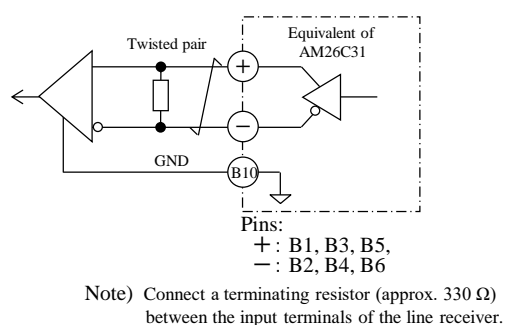 Equivalent of
AM26C31
Twisted pair
+
−
GND
B10
Pins:
+ : B1, B3, B5,
− : B2, B4, B6
Note) Connect a terminating resistor (approx. 330 Ω)
between the input terminals of the line receiver.